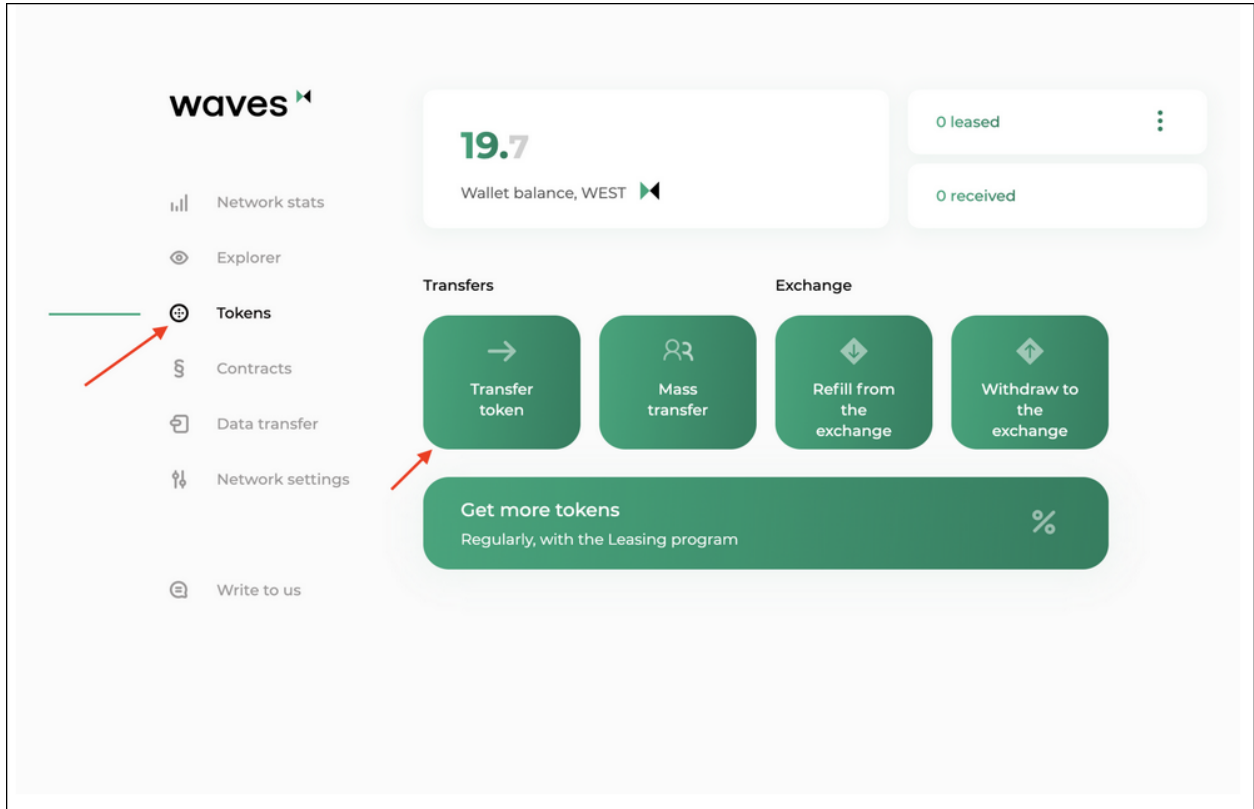 waves
Network stats
Explorer
Tokens
Contracts
Data transfer
Network settings
Write to us
19.7
Wallet balance, WEST
0 leased
0 received
Transfers
Transfer
token
Mass
transfer
Exchange
Refill from
the
exchange
Withdraw to
the
exchange
Get more tokens
Regularly, with the Leasing program
%